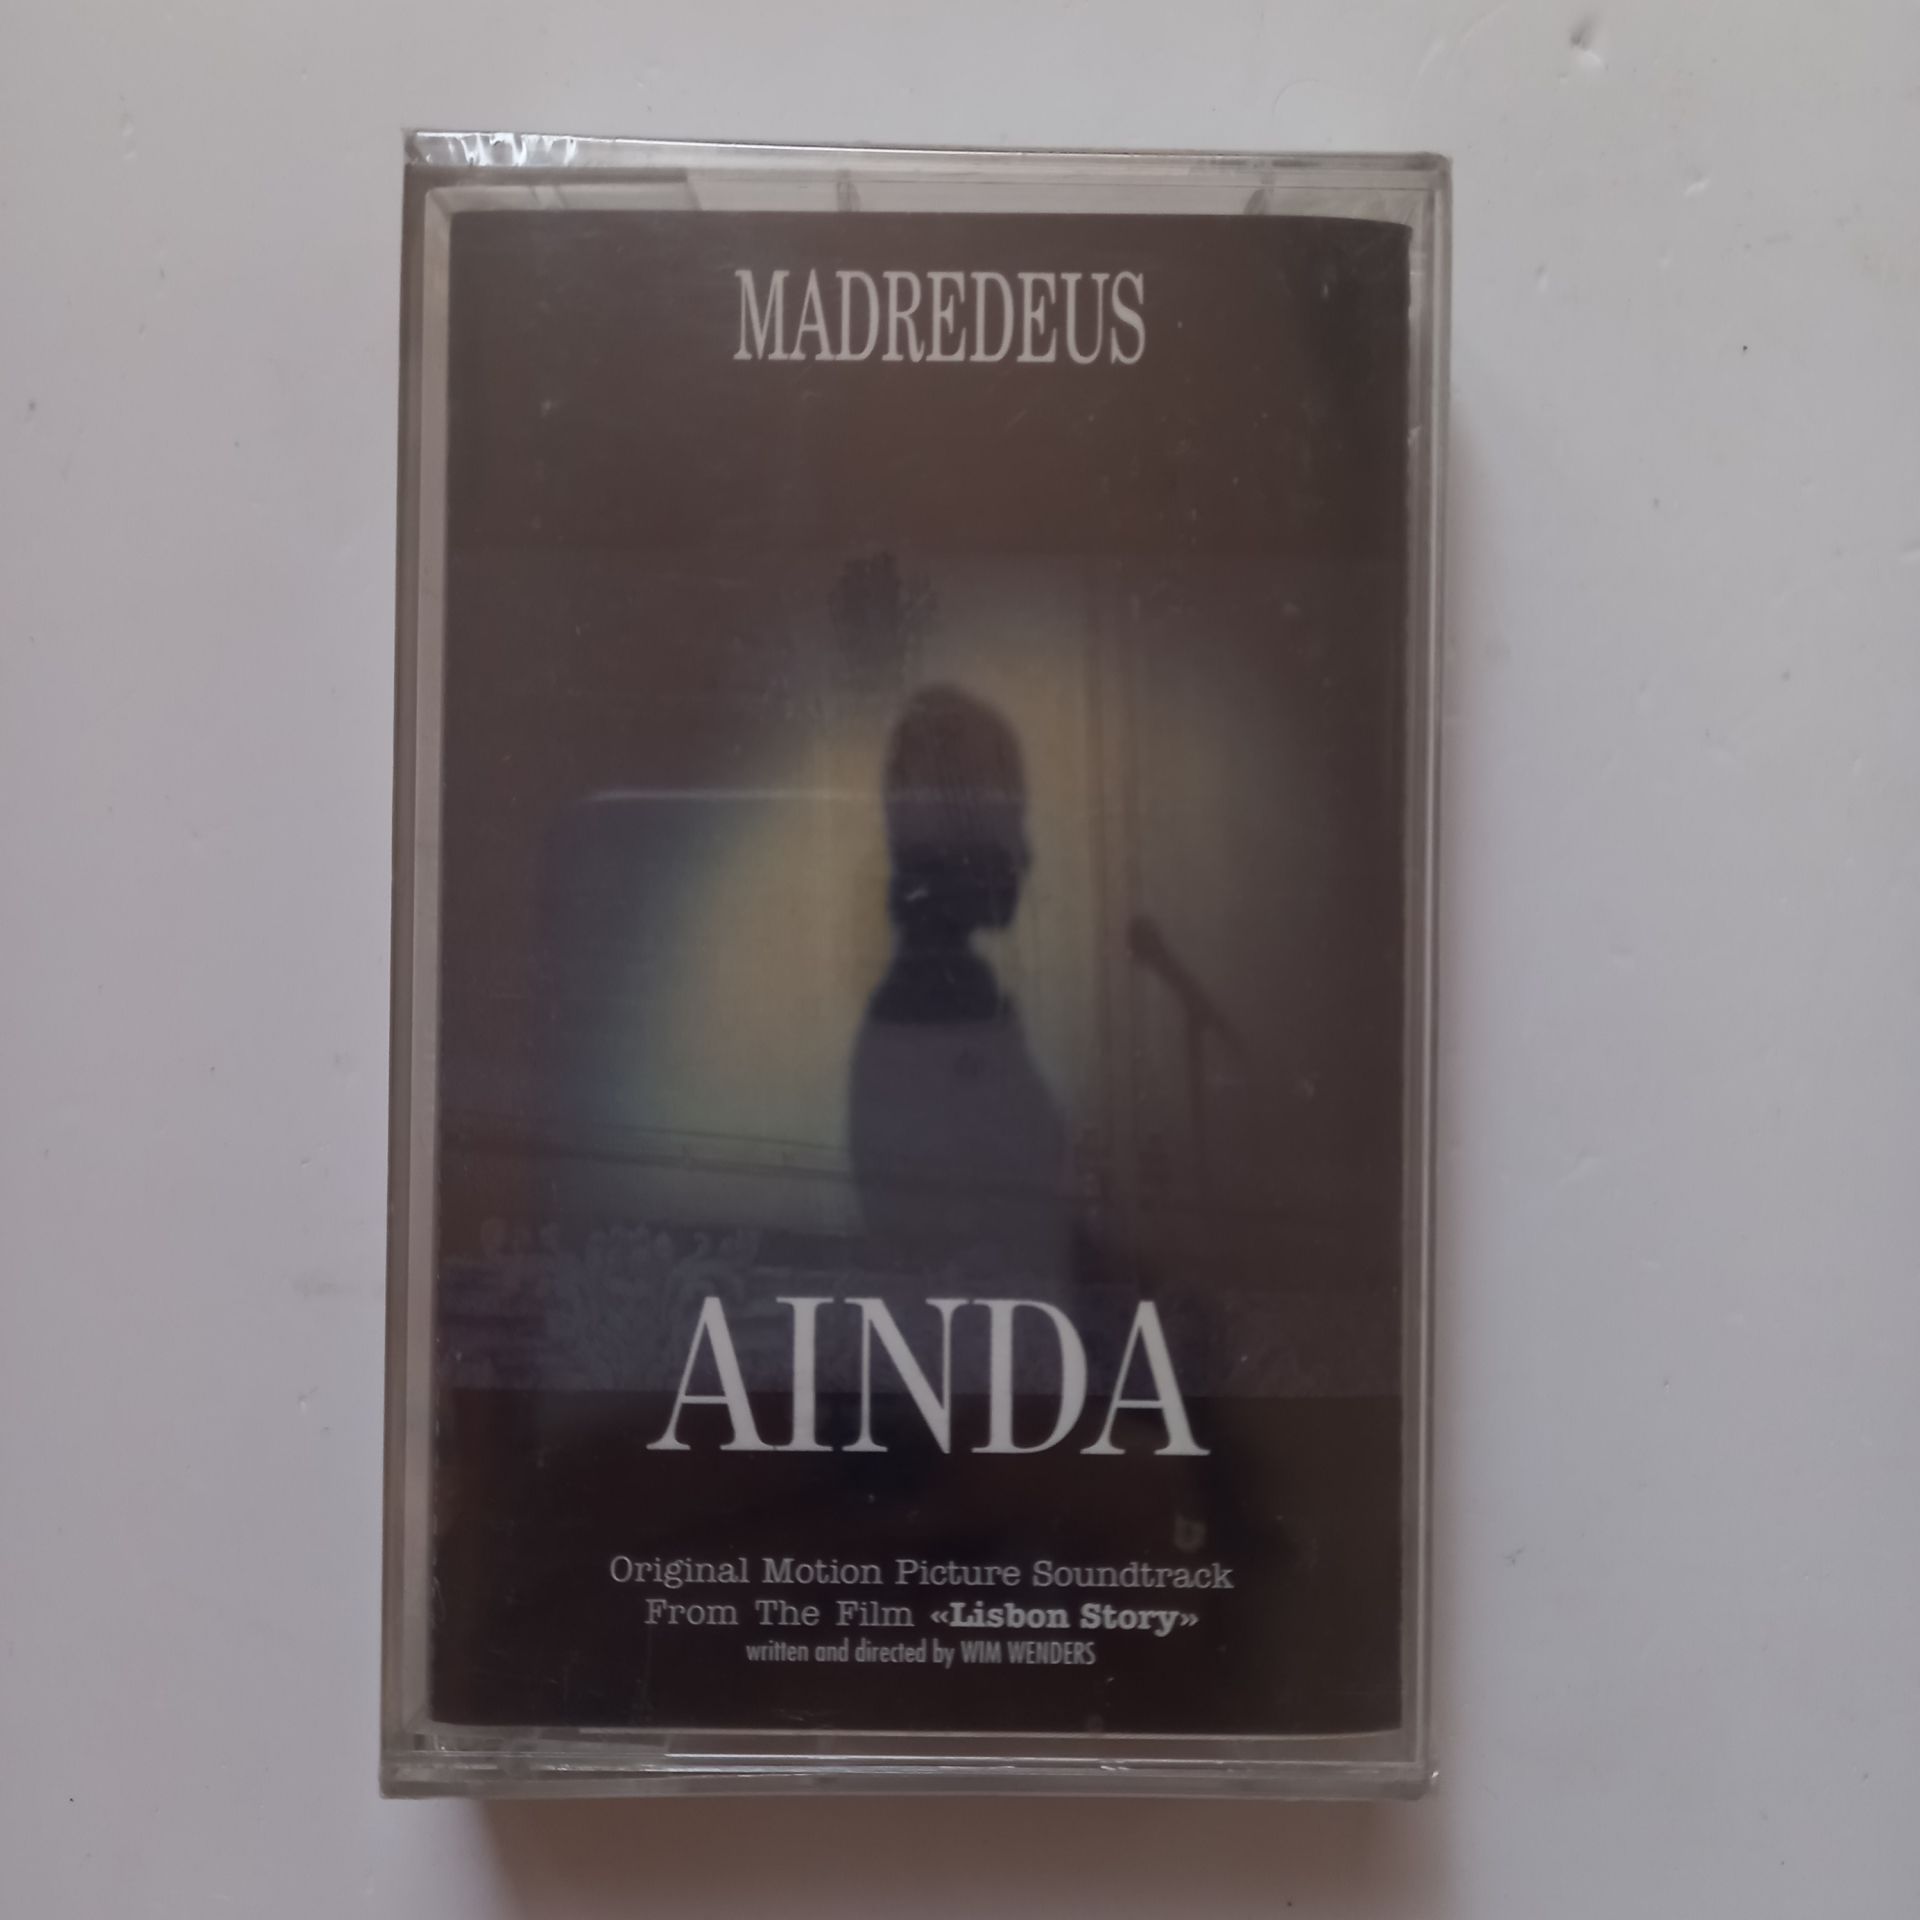 MADREDEUS
AINDA
Original Motion Picture Soundtrack
From The Film «Lisbon Story»
written and directed by WIM WENDERS